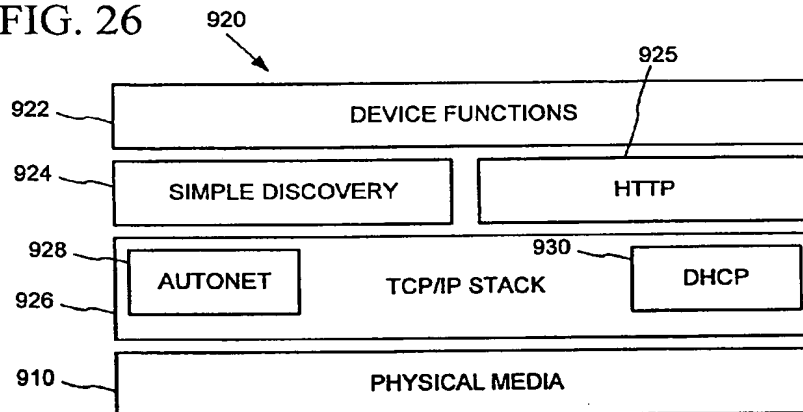 FIG. 26
920
925
922
DEVICE FUNCTIONS
924
SIMPLE DISCOVERY
HTTP
928
AUTONET
TCP/IP STACK
930
DHCP
926
910
PHYSICAL MEDIA